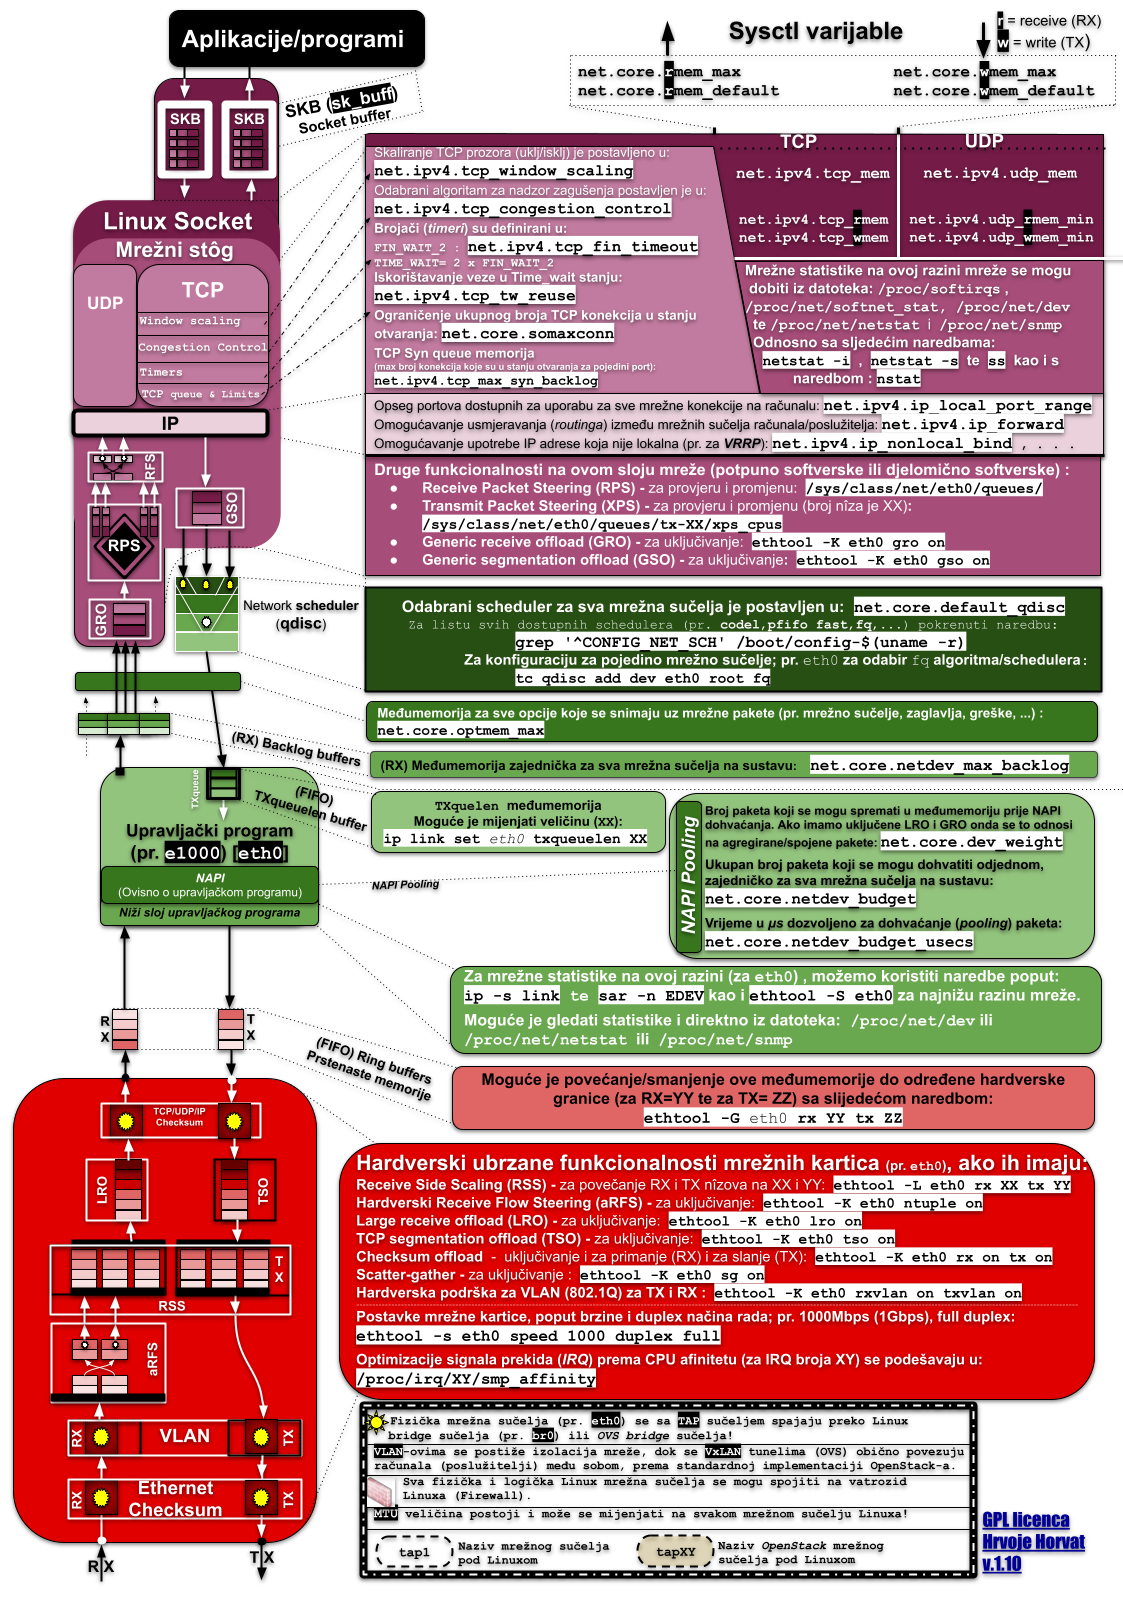 Aplikacije/programi
Sysctl varijable
r = receive (RX)
w = write (TX)
net.core.rmem_max
net.core.rmem_default
net.core.wmem_max
net.core.wmem_default
SKB
SKB
SKB (sk_buff)
Socket buffer
Linux Socket
Mrežni stôg
UDP
TCP
Window scaling
Congestion Control
Timers
TCP queue & Limits
IP
Skaliranje TCP prozora (uklj/isklj) je postavljeno u:
net.ipv4.tcp_window_scaling
Odabrani algoritam za nadzor zagušenja postavljen je u:
net.ipv4.tcp_congestion_control
Brojači (timeri) su definirani u:
FIN_WAIT_2 : net.ipv4.tcp_fin_timeout
TIME_WAIT= 2 x FIN_WAIT_2
Iskorištavanje veze u Time_wait stanju:
net.ipv4.tcp_tw_reuse
Ograničenje ukupnog broja TCP konekcija u stanju
otvaranja: net.core.somaxconn
TCP Syn queue memorija
(max broj konekcija koje su u stanju otvaranja za pojedini port):
net.ipv4.tcp_max_syn_backlog
TCP
UDP
net.ipv4.tcp_mem
net.ipv4.udp_mem
net.ipv4.tcp_rmem
net.ipv4.tcp_wmem
net.ipv4.udp_rmem_min
net.ipv4.udp_wmem_min
Mrežne statistike na ovoj razini mreže se mogu
dobiti iz datoteka: /proc/softirqs ,
/proc/net/softnet_stat, /proc/net/dev
te /proc/net/netstat i /proc/net/snmp
Odnosno sa sljedećim naredbama:
netstat -i , netstat -s te ss kao i s
naredbom : nstat
Opseg portova dostupnih za uporabu za sve mrežne konekcije na računalu: net.ipv4.ip_local_port_range
Omogućavanje usmjeravanja (routinga) između mrežnih sučelja računala/poslužitelja: net.ipv4.ip_forward
Omogućavanje upotrebe IP adrese koja nije lokalna (pr. za VRRP): net.ipv4.ip_nonlocal_bind , . . .
RFS
GSO
RPS
GRO
Druge funkcionalnosti na ovom sloju mreže (potpuno softverske ili djelomično softverske) :
● Receive Packet Steering (RPS) - za provjeru i promjenu: /sys/class/net/eth0/queues/
● Transmit Packet Steering (XPS) - za provjeru i promjenu (broj nîza je XX):
/sys/class/net/eth0/queues/tx-XX/xps_cpus
● Generic receive offload (GRO) - za uključivanje: ethtool -K eth0 gro on
● Generic segmentation offload (GSO) - za uključivanje: ethtool -K eth0 gso on
Network scheduler
(qdisc)
Odabrani scheduler za sva mrežna sučelja je postavljen u: net.core.default_qdisc
Za listu svih dostupnih schedulera (pr. codel,pfifo fast,fq,...) pokrenuti naredbu:
grep '^CONFIG_NET_SCH' /boot/config-$(uname -r)
Za konfiguraciju za pojedino mrežno sučelje; pr. eth0 za odabir fq algoritma/schedulera:
tc qdisc add dev eth0 root fq
Međumemorija za sve opcije koje se snimaju uz mrežne pakete (pr. mrežno sučelje, zaglavlja, greške, ...) :
net.core.optmem_max
(RX) Backlog buffers
(RX) Međumemorija zajednička za sva mrežna sučelja na sustavu: net.core.netdev_max_backlog
TXqueue
(FIFO)
TXqueuelen buffer
TXquelen međumemorija
Moguće je mijenjati veličinu (XX):
ip link set eth0 txqueuelen XX
Upravljački program
(pr. e1000) [eth0]
NAPI
(Ovisno o upravljačkom programu)
Niži sloj upravljačkog programa
NAPI Pooling
NAPI Pooling
Broj paketa koji se mogu spremati u međumemoriju prije NAPI
dohvaćanja. Ako imamo uključene LRO i GRO onda se to odnosi
na agregirane/spojene pakete: net.core.dev_weight
Ukupan broj paketa koji se mogu dohvatiti odjednom,
zajedničko za sva mrežna sučelja na sustavu:
net.core.netdev_budget
Vrijeme u µs dozvoljeno za dohvaćanje (pooling) paketa:
net.core.netdev_budget_usecs
Za mrežne statistike na ovoj razini (za eth0) , možemo koristiti naredbe poput:
ip -s link te sar -n EDEV kao i ethtool -S eth0 za najnižu razinu mreže.
Moguće je gledati statistike i direktno iz datoteka: /proc/net/dev ili
/proc/net/netstat ili /proc/net/snmp
R
X
T
X
(FIFO) Ring buffers
Prstenaste memorije
Moguće je povećanje/smanjenje ove međumemorije do određene hardverske
granice (za RX=YY te za TX= ZZ) sa slijedećom naredbom:
ethtool -G eth0 rx YY tx ZZ
TCP/UDP/IP
Checksum
LRO
TSO
T
X
RSS
aRFS
RX
VLAN
TX
RX
Ethernet
Checksum
TX
R X
T X
Hardverski ubrzane funkcionalnosti mrežnih kartica (pr. eth0), ako ih imaju:
Receive Side Scaling (RSS) - za povečanje RX i TX nîzova na XX i YY: ethtool -L eth0 rx XX tx YY
Hardverski Receive Flow Steering (aRFS) - za uključivanje: ethtool -K eth0 ntuple on
Large receive offload (LRO) - za uključivanje: ethtool -K eth0 lro on
TCP segmentation offload (TSO) - za uključivanje: ethtool -K eth0 tso on
Checksum offload - uključivanje i za primanje (RX) i za slanje (TX): ethtool -K eth0 rx on tx on
Scatter-gather - za uključivanje : ethtool -K eth0 sg on
Hardverska podrška za VLAN (802.1Q) za TX i RX : ethtool -K eth0 rxvlan on txvlan on
Postavke mrežne kartice, poput brzine i duplex načina rada; pr. 1000Mbps (1Gbps), full duplex:
ethtool -s eth0 speed 1000 duplex full
Optimizacije signala prekida (IRQ) prema CPU afinitetu (za IRQ broja XY) se podešavaju u:
/proc/irq/XY/smp_affinity
Fizička mrežna sučelja (pr. eth0) se sa TAP sučeljem spajaju preko Linux
bridge sučelja (pr. br0) ili OVS bridge sučelja!
VLAN-ovima se postiže izolacija mreže, dok se VxLAN tunelima (OVS) obično povezuju
računala (poslužitelji) među sobom, prema standardnoj implementaciji OpenStack-a.
Sva fizička i logička Linux mrežna sučelja se mogu spojiti na vatrozid
Linuxa (Firewall).
MTU veličina postoji i može se mijenjati na svakom mrežnom sučelju Linuxa!
tap1
Naziv mrežnog sučelja
pod Linuxom
tapXY
Naziv OpenStack mrežnog
sučelja pod Linuxom
GPL licenca
Hrvoje Horvat
v.1.10